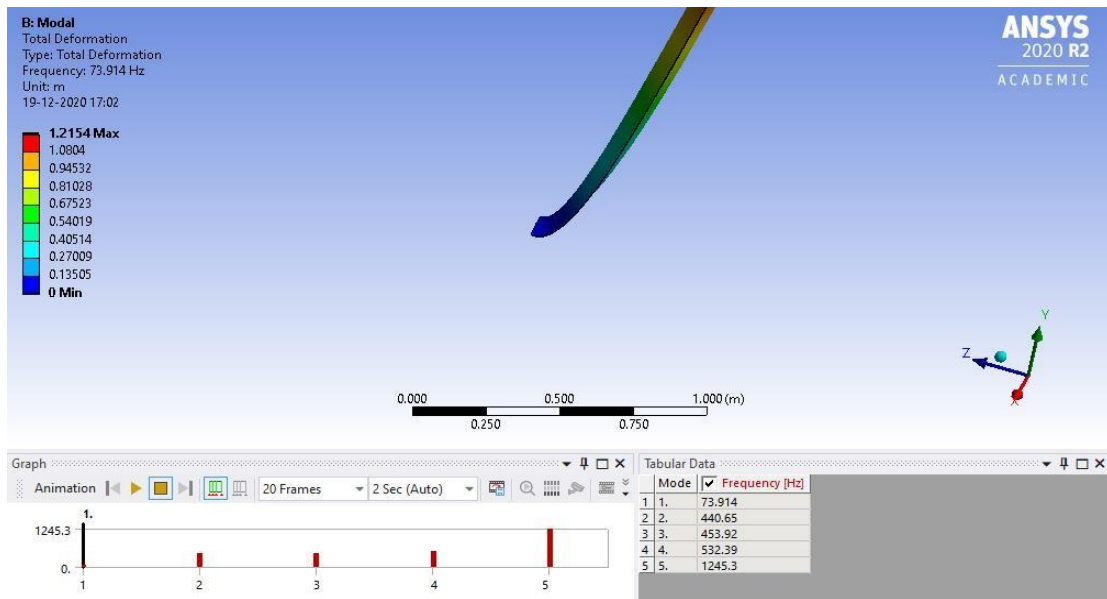 B: Modal
Total Deformation
Type: Total Deformation
Frequency: 73.914 Hz
Unit: m
19-12-2020 17:02
1.2154 Max
1.0804
0.94532
0.81028
0.67523
0.54019
0.40514
0.27009
0.13505
0 Min
ANSYS
2020 R2
ACADEMIC
Y
Z
X
0.000 0.500 1.000 (m)
0.250 0.750
Graph
Animation 20 Frames 2 Sec (Auto)
1.
1245.3
0.
1 2 3 4 5
Tabular Data
Mode Frequency [Hz]
1 1. 73.914
2 2. 440.65
3 3. 453.92
4 4. 532.39
5 5. 1245.3